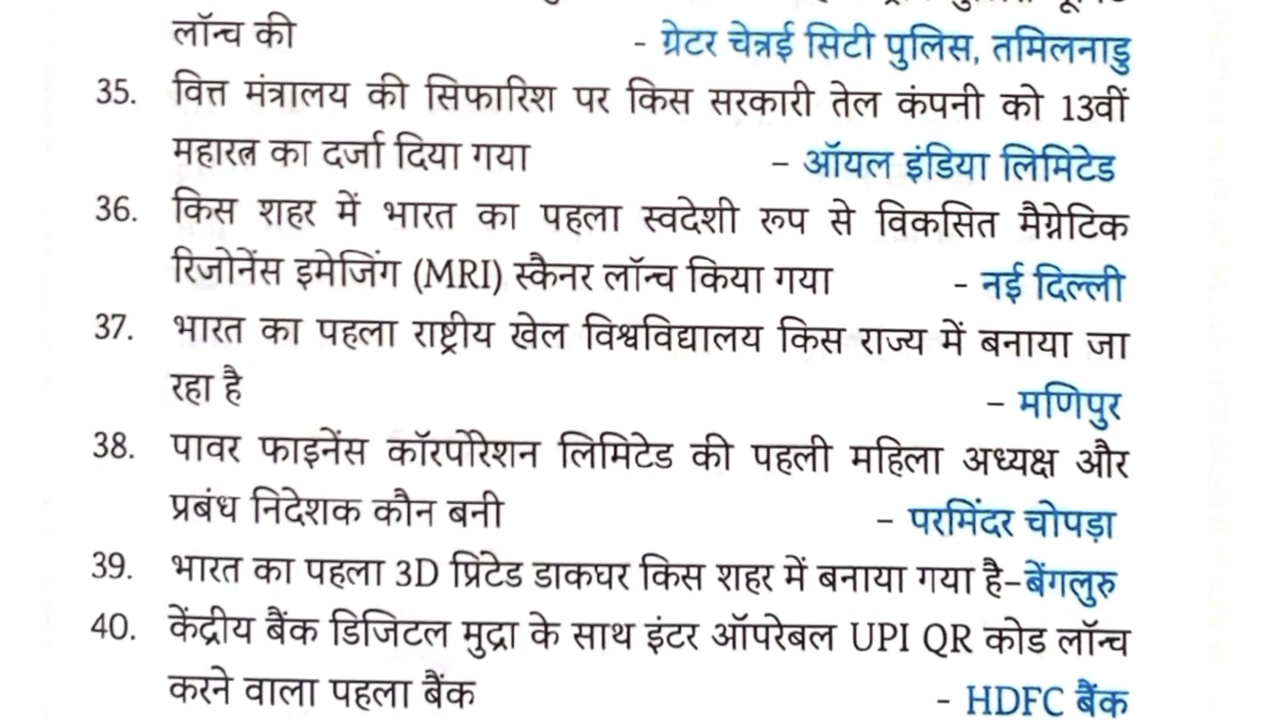 लॉन्च की - ग्रेटर चेन्नई सिटी पुलिस, तमिलनाडु
35. वित्त मंत्रालय की सिफारिश पर किस सरकारी तेल कंपनी को 13वीं
महारत्न का दर्जा दिया गया - ऑयल इंडिया लिमिटेड
36. किस शहर में भारत का पहला स्वदेशी रूप से विकसित मैग्नेटिक
रिजोनेंस इमेजिंग (MRI) स्कैनर लॉन्च किया गया - नई दिल्ली
37. भारत का पहला राष्ट्रीय खेल विश्वविद्यालय किस राज्य में बनाया जा
रहा है - मणिपुर
38. पावर फाइनेंस कॉरपोरेशन लिमिटेड की पहली महिला अध्यक्ष और
प्रबंध निदेशक कौन बनी - परमिंदर चोपड़ा
39. भारत का पहला 3D प्रिंटेड डाकघर किस शहर में बनाया गया है-बेंगलुरु
40. केंद्रीय बैंक डिजिटल मुद्रा के साथ इंटर ऑपरेबल UPI QR कोड लॉन्च
करने वाला पहला बैंक - HDFC बैंक